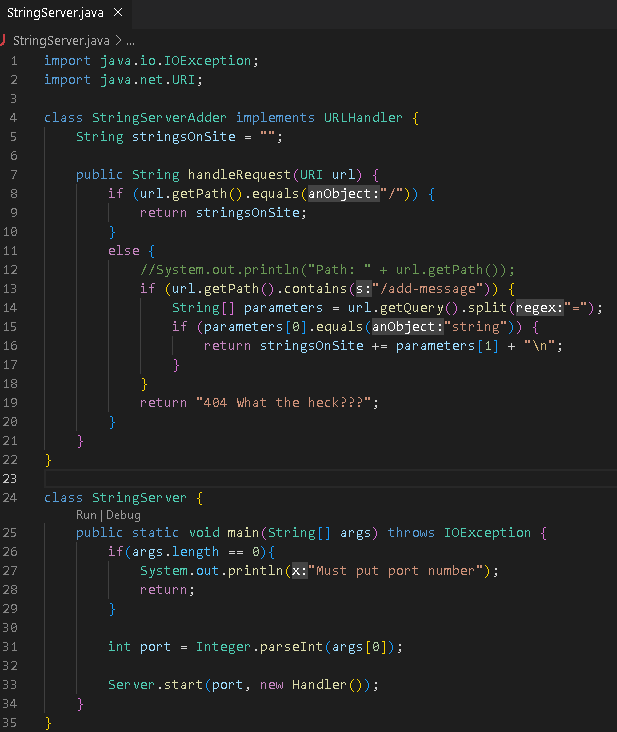 StringServer.java ×
StringServer.java > ...
1 import java.io.IOException;
2 import java.net.URI;
3
4 class StringServerAdder implements URLHandler {
5     String stringsOnSite = "";
6
7     public String handleRequest(URI url) {
8         if (url.getPath().equals(anObject:"/")) {
9             return stringsOnSite;
10         }
11         else {
12             //System.out.println("Path: " + url.getPath());
13             if (url.getPath().contains(s:"/add-message")) {
14                 String[] parameters = url.getQuery().split(regex:"=");
15                 if (parameters[0].equals(anObject:"string")) {
16                     return stringsOnSite += parameters[1] + "\n";
17                 }
18             }
19             return "404 What the heck???";
20         }
21     }
22 }
23
24 class StringServer {
Run | Debug
25     public static void main(String[] args) throws IOException {
26         if(args.length == 0){
27             System.out.println(x:"Must put port number");
28             return;
29         }
30
31         int port = Integer.parseInt(args[0]);
32
33         Server.start(port, new Handler());
34     }
35 }